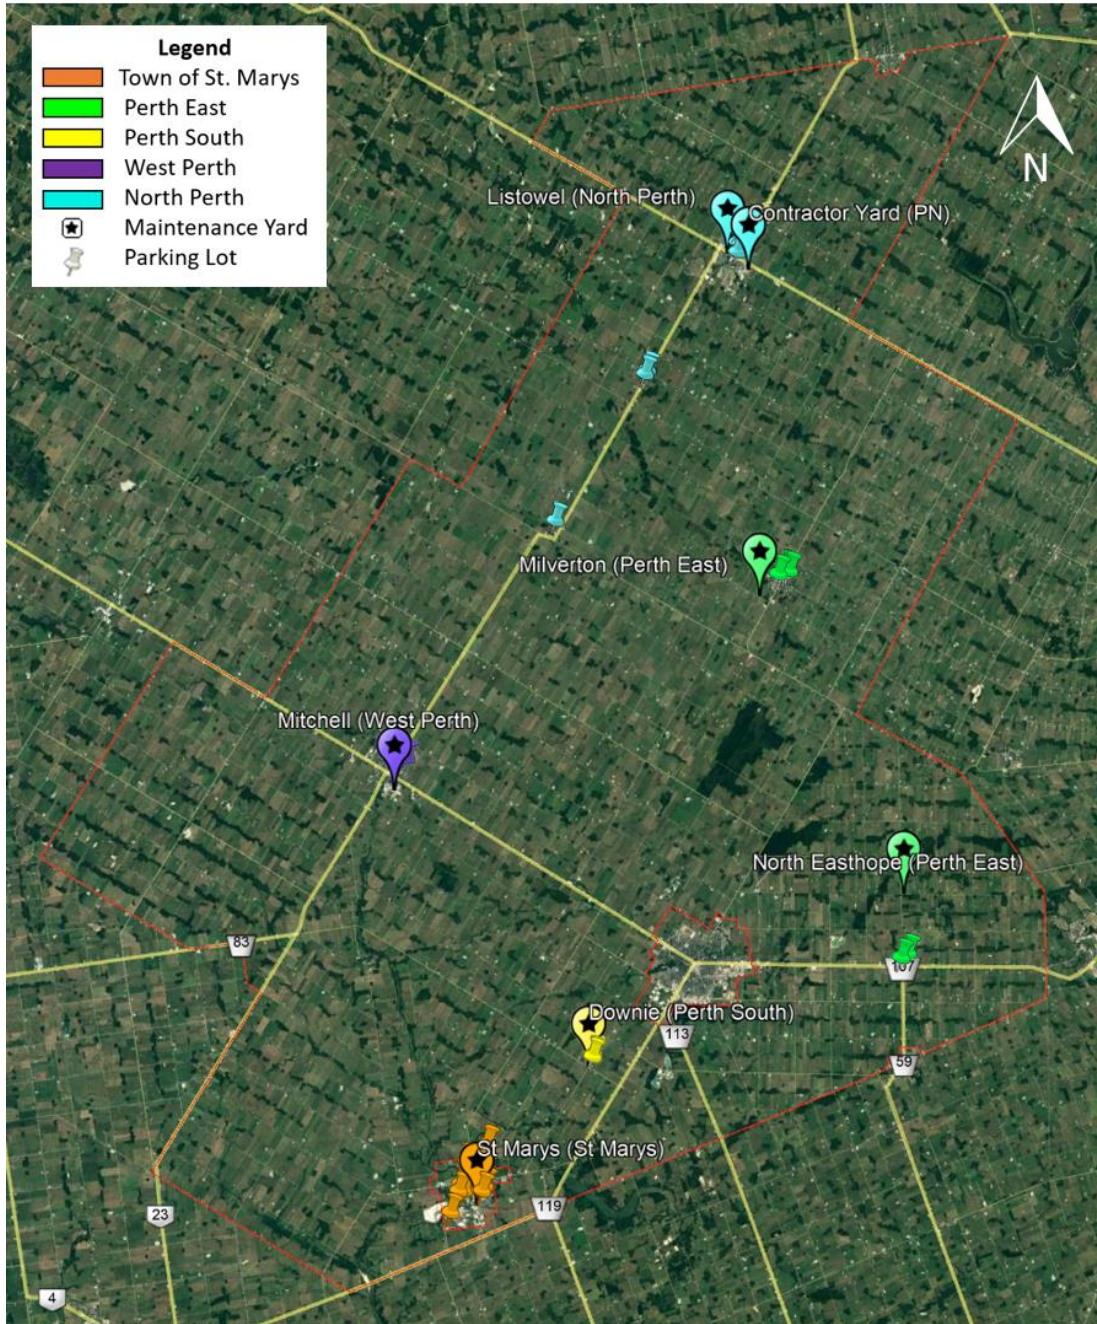 Legend
Town of St. Marys
Perth East
Perth South
West Perth
North Perth
Maintenance Yard
Parking Lot
N
Listowel (North Perth)
Contractor Yard (PN)
Milverton (Perth East)
Mitchell (West Perth)
North Easthope (Perth East)
83
107
Downie (Perth South)
113
59
St Marys (St Marys)
119
23
4